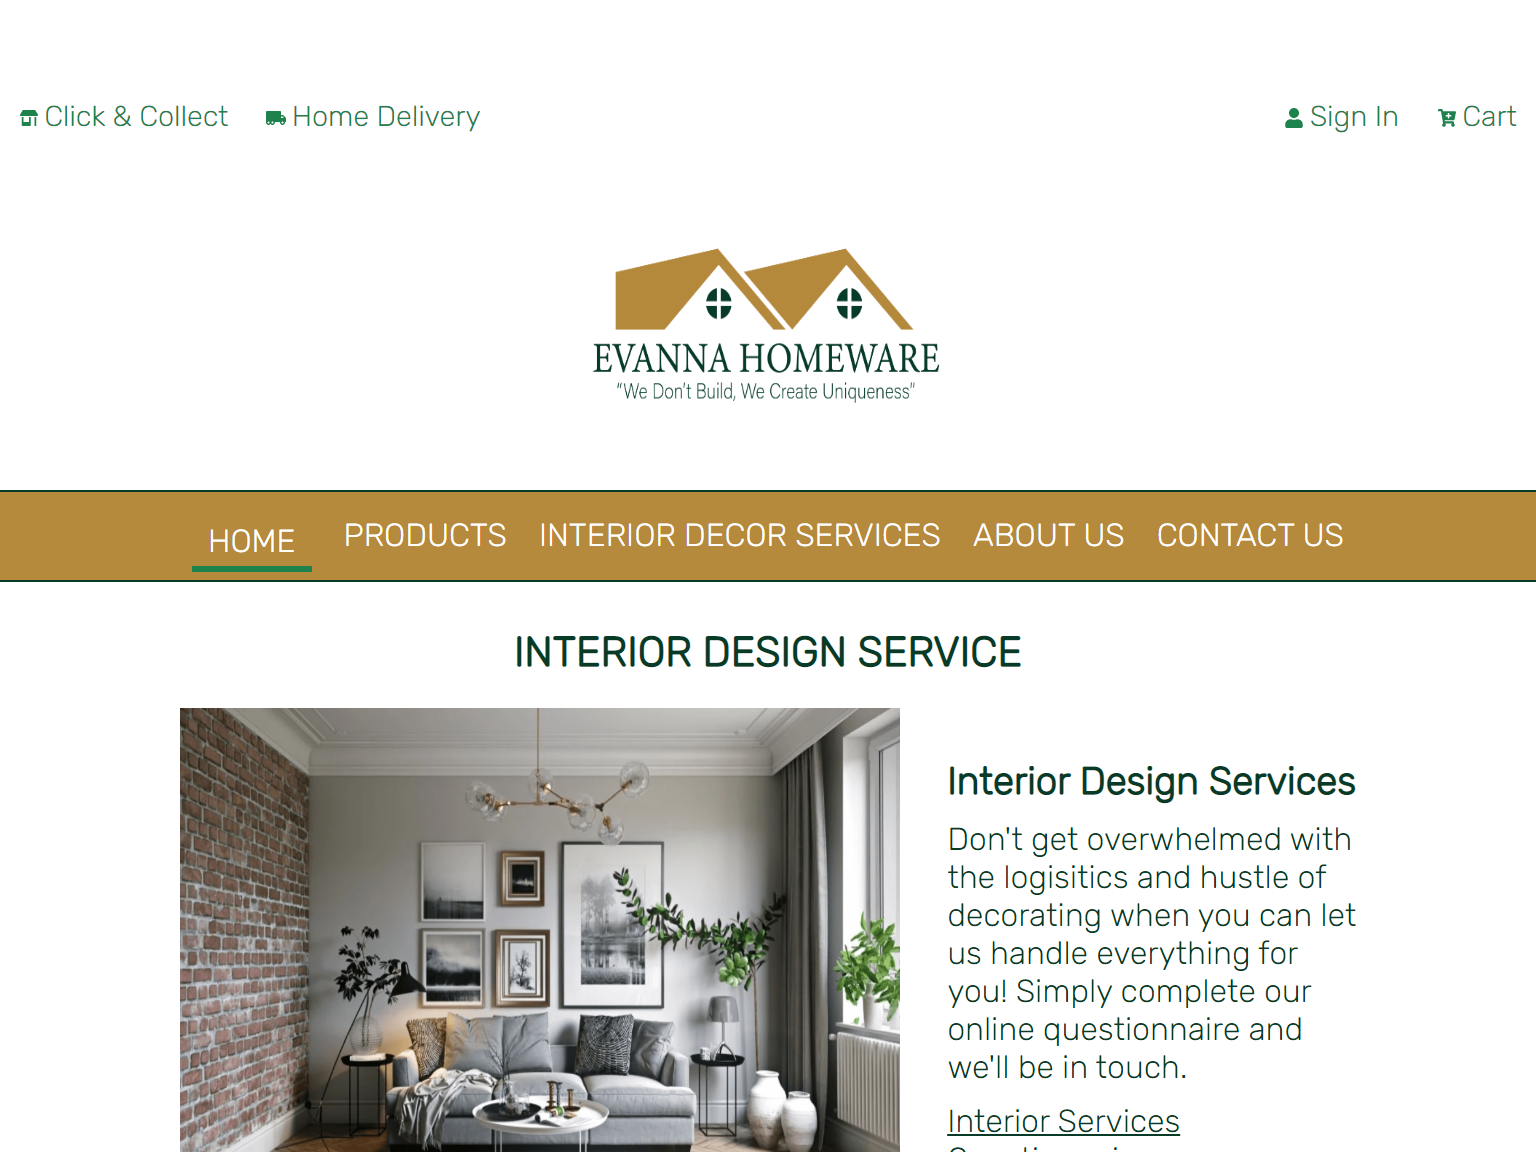 Click & Collect Home Delivery Sign In Cart
EVANNA HOMEWARE
“We Don't Build, We Create Uniqueness”
HOME PRODUCTS INTERIOR DECOR SERVICES ABOUT US CONTACT US
INTERIOR DESIGN SERVICE
Interior Design Services
Don't get overwhelmed with
the logisitics and hustle of
decorating when you can let
us handle everything for
you! Simply complete our
online questionnaire and
we'll be in touch.
Interior Services